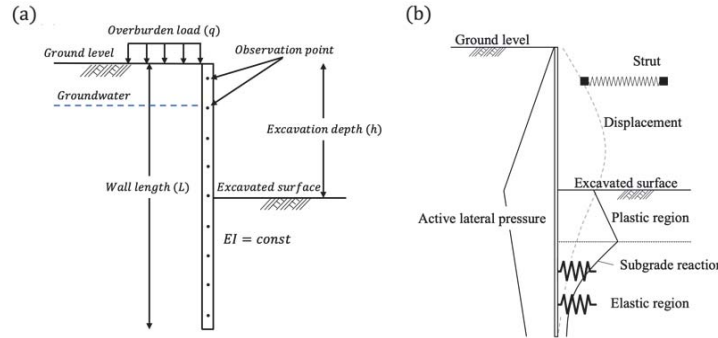 (a)
Overburden load (q)
Ground level
Observation point
Groundwater
Excavation depth (h)
Wall length (L)
Excavated surface
EI = const
(b)
Ground level
Strut
Displacement
Excavated surface
Active lateral pressure
Plastic region
Subgrade reaction
Elastic region